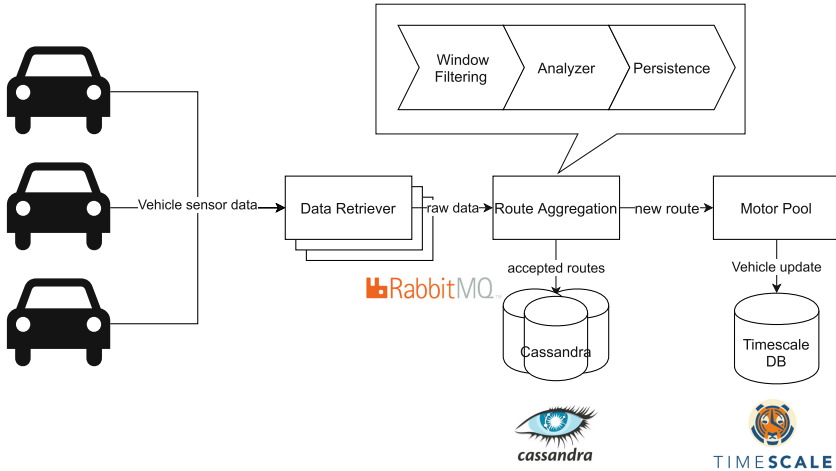 Window
Filtering
Analyzer
Persistence
Vehicle sensor data
Data Retriever
raw data
Route Aggregation
new route
Motor Pool
accepted routes
Vehicle update
RabbitMQ
Cassandra
Timescale
DB
cassandra
TIMESCALE